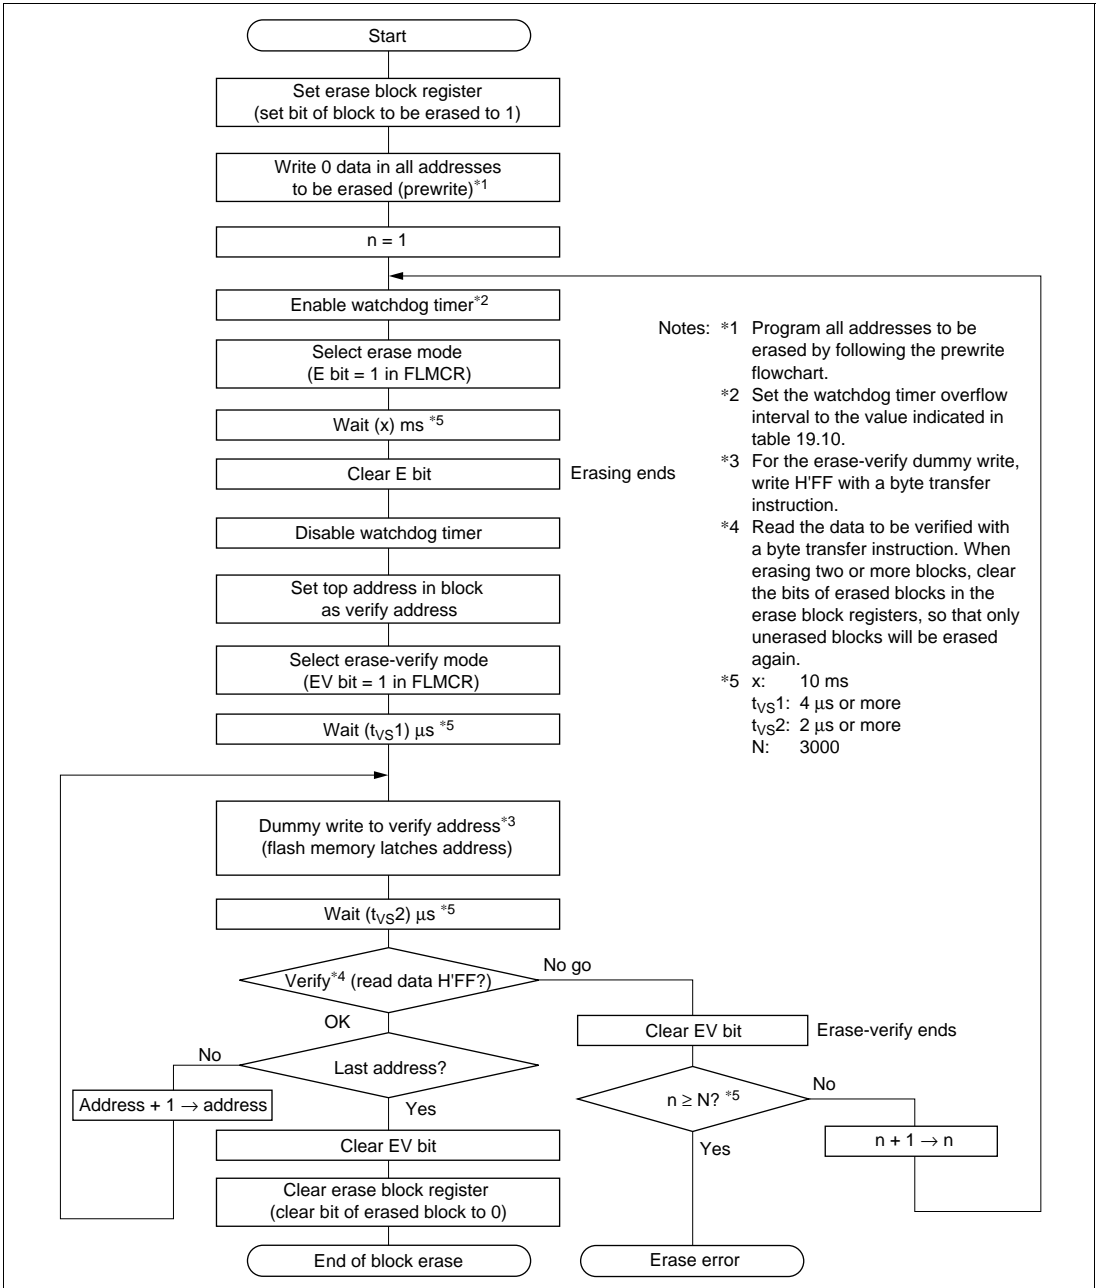 Start
Set erase block register
(set bit of block to be erased to 1)
Write 0 data in all addresses
to be erased (prewrite)*1
n = 1
Enable watchdog timer*2
Select erase mode
(E bit = 1 in FLMCR)
Wait (x) ms *5
Clear E bit
Erasing ends
Disable watchdog timer
Set top address in block
as verify address
Select erase-verify mode
(EV bit = 1 in FLMCR)
Wait (tVS1) μs *5
Dummy write to verify address*3
(flash memory latches address)
Wait (tVS2) μs *5
Verify*4 (read data H'FF?)
No go
OK
Last address?
No
Address + 1 → address
Yes
Clear EV bit
Clear erase block register
(clear bit of erased block to 0)
End of block erase
Clear EV bit
Erase-verify ends
n ≥ N? *5
No
n + 1 → n
Yes
Erase error
Notes: *1 Program all addresses to be
erased by following the prewrite
flowchart.
*2 Set the watchdog timer overflow
interval to the value indicated in
table 19.10.
*3 For the erase-verify dummy write,
write H'FF with a byte transfer
instruction.
*4 Read the data to be verified with
a byte transfer instruction. When
erasing two or more blocks, clear
the bits of erased blocks in the
erase block registers, so that only
unerased blocks will be erased
again.
*5 x: 10 ms
tVS1: 4 μs or more
tVS2: 2 μs or more
N: 3000